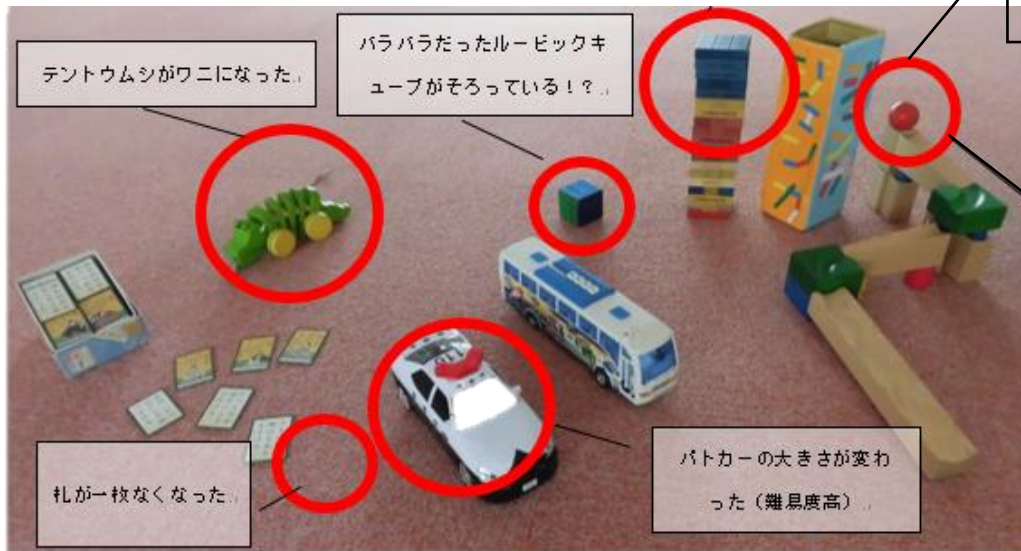 テントウムシがワニになった。
バラバラだったルービックキ
ューブがそろっている！？。
札が一枚なくなった。
パトカーの大きさが変わ
った（難易度高）。